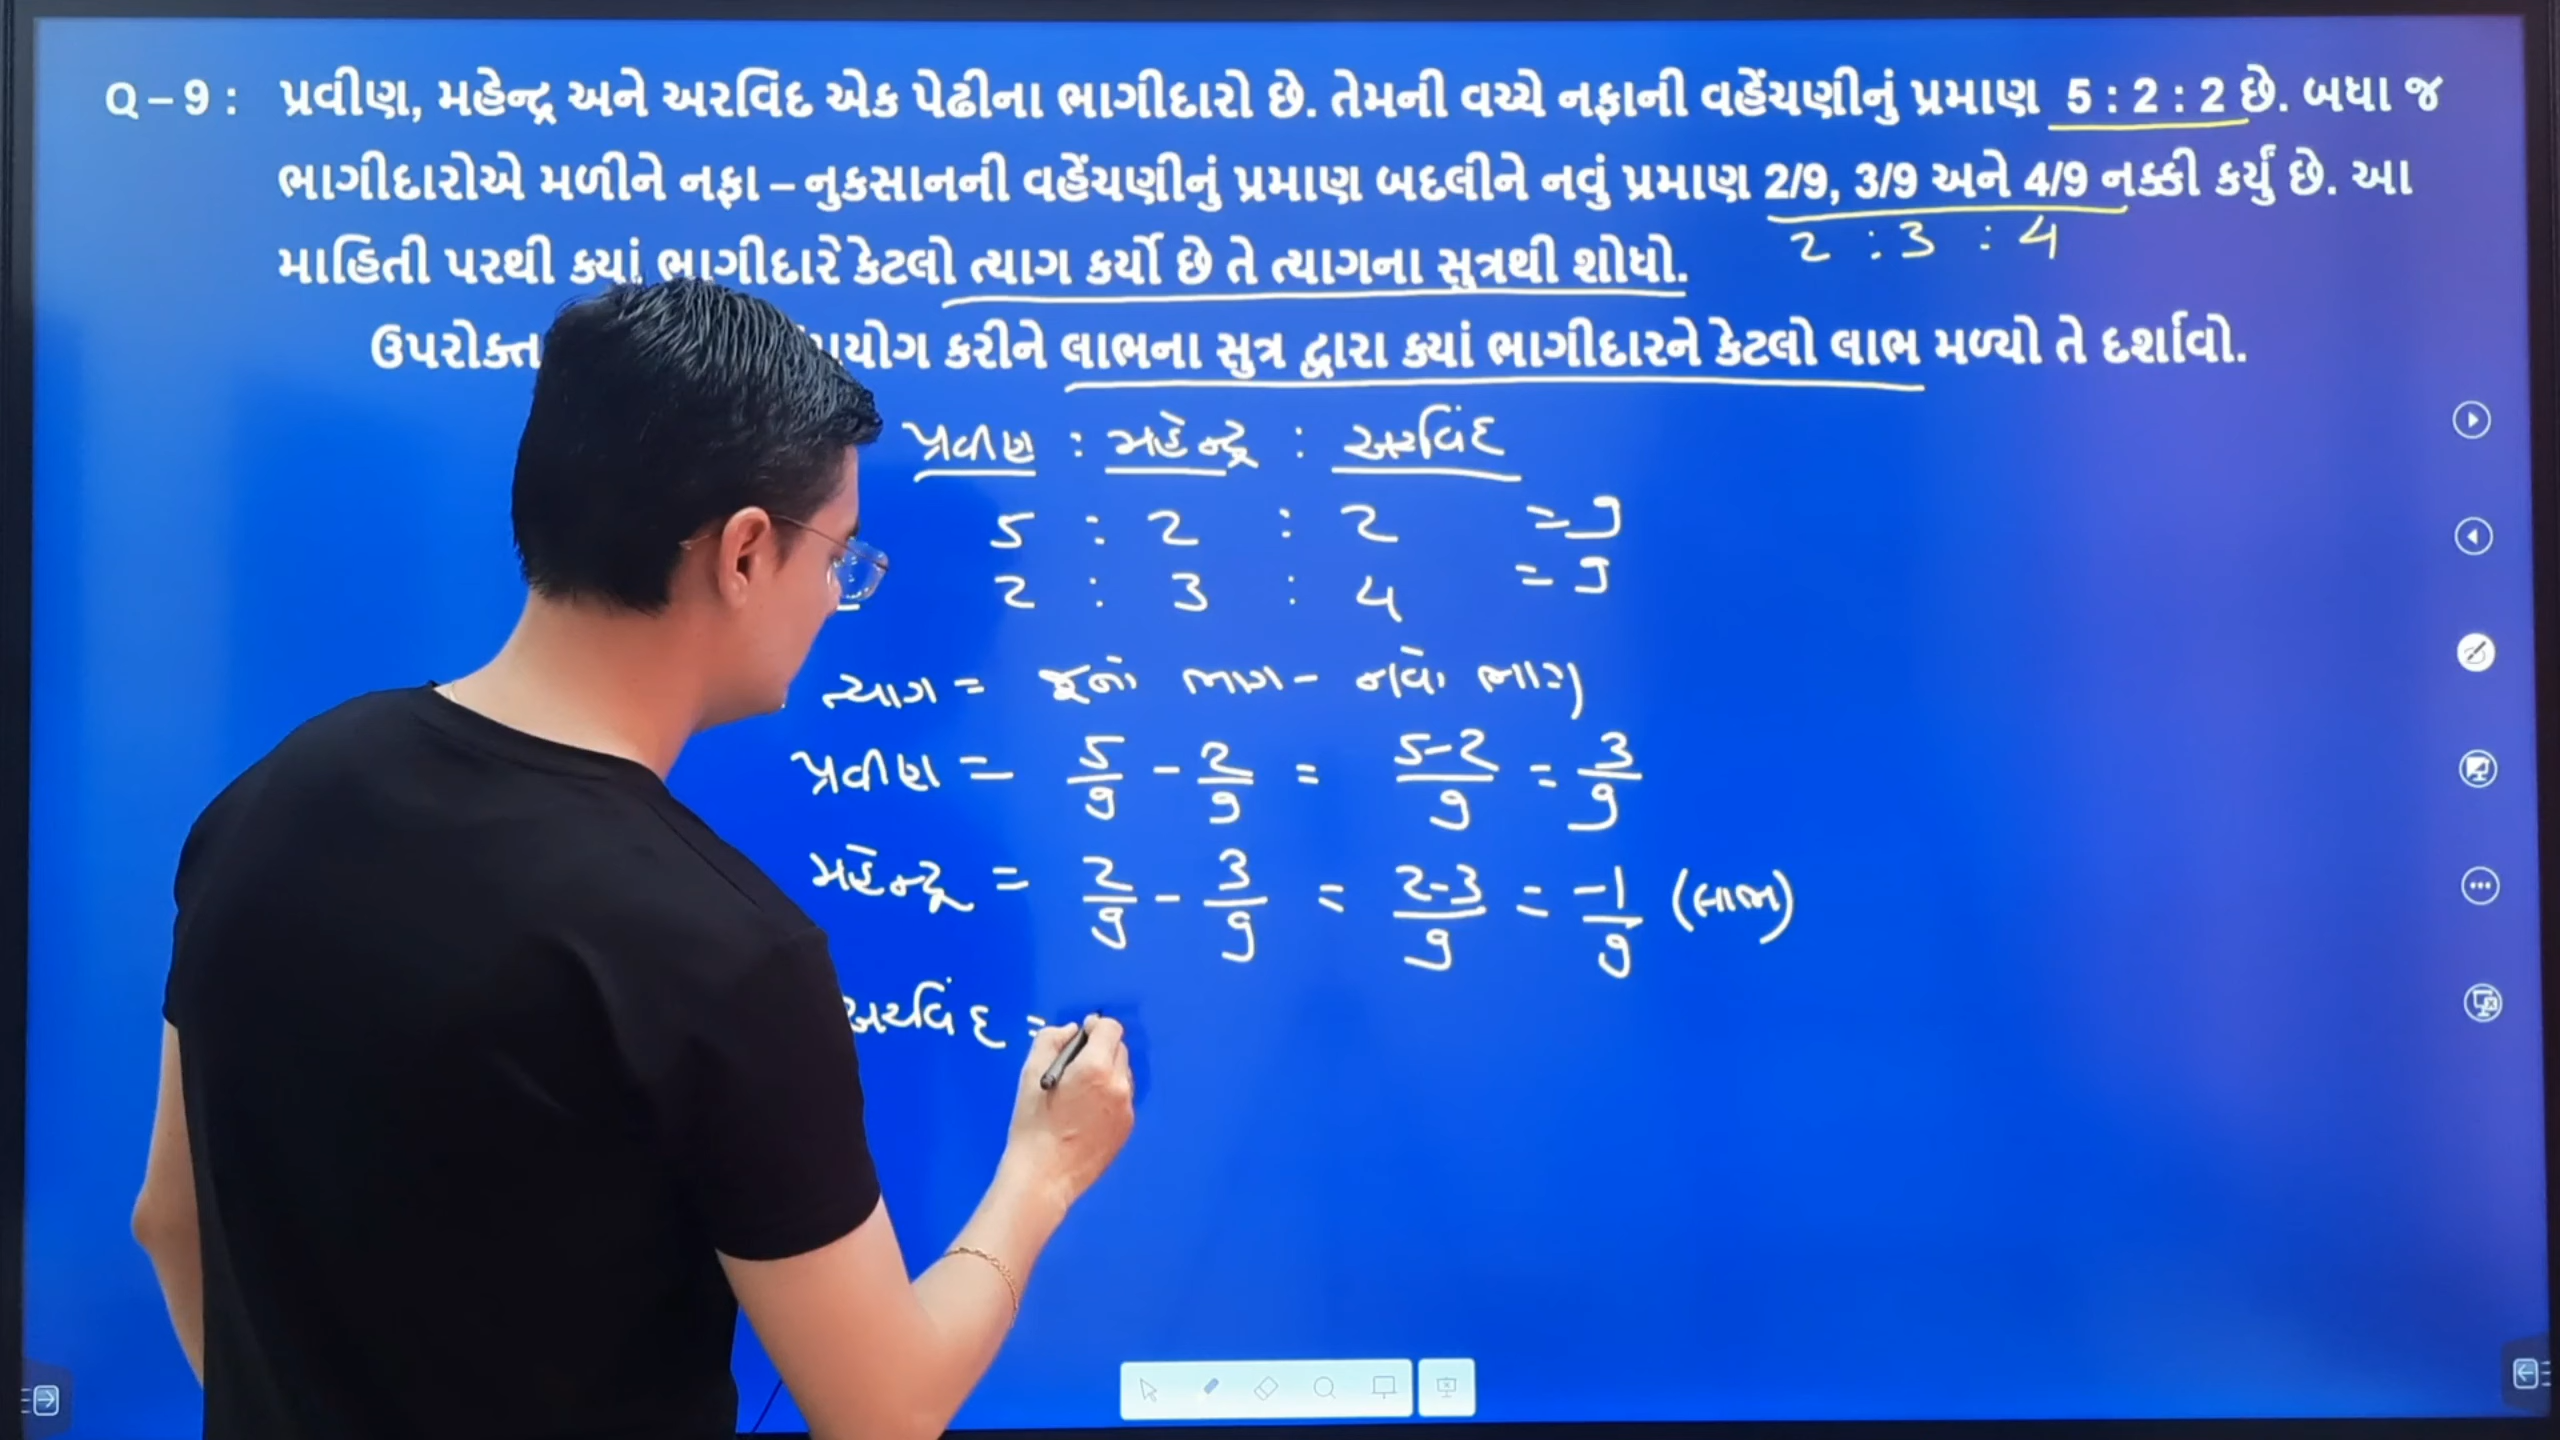 Q – 9 : પ્રવીણ, મહેન્દ્ર અને અરવિંદ એક પેઢીના ભાગીદારો છે. તેમની વચ્ચે નફાની વહેંચણીનું પ્રમાણ 5 : 2 : 2 છે. બધા જ
ભાગીદારોએ મળીને નફા – નુકસાનની વહેંચણીનું પ્રમાણ બદલીને નવું પ્રમાણ 2/9, 3/9 અને 4/9 નક્કી કર્યું છે. આ
માહિતી પરથી ક્યાં ભાગીદારે કેટલો ત્યાગ કર્યો છે તે ત્યાગના સુત્રથી શોધો.
2 : 3 : 4
ઉપરોક્ત કરીને લાભના સુત્ર દ્વારા ક્યાં ભાગીદારને કેટલો લાભ મળ્યો તે દર્શાવો.
પ્રવીણ : મહેન્દ્ર : અરવિંદ
5 : 2 : 2 = 9
2 : 3 : 4 = 9
ત્યાગ = જૂનો ભાગ - નવો ભાગ
પ્રવીણ = 5/9 - 2/9 = 5-2/9 = 3/9
મહેન્દ્ર = 2/9 - 3/9 = 2-3/9 = -1/9 (લાભ)
અરવિંદ =